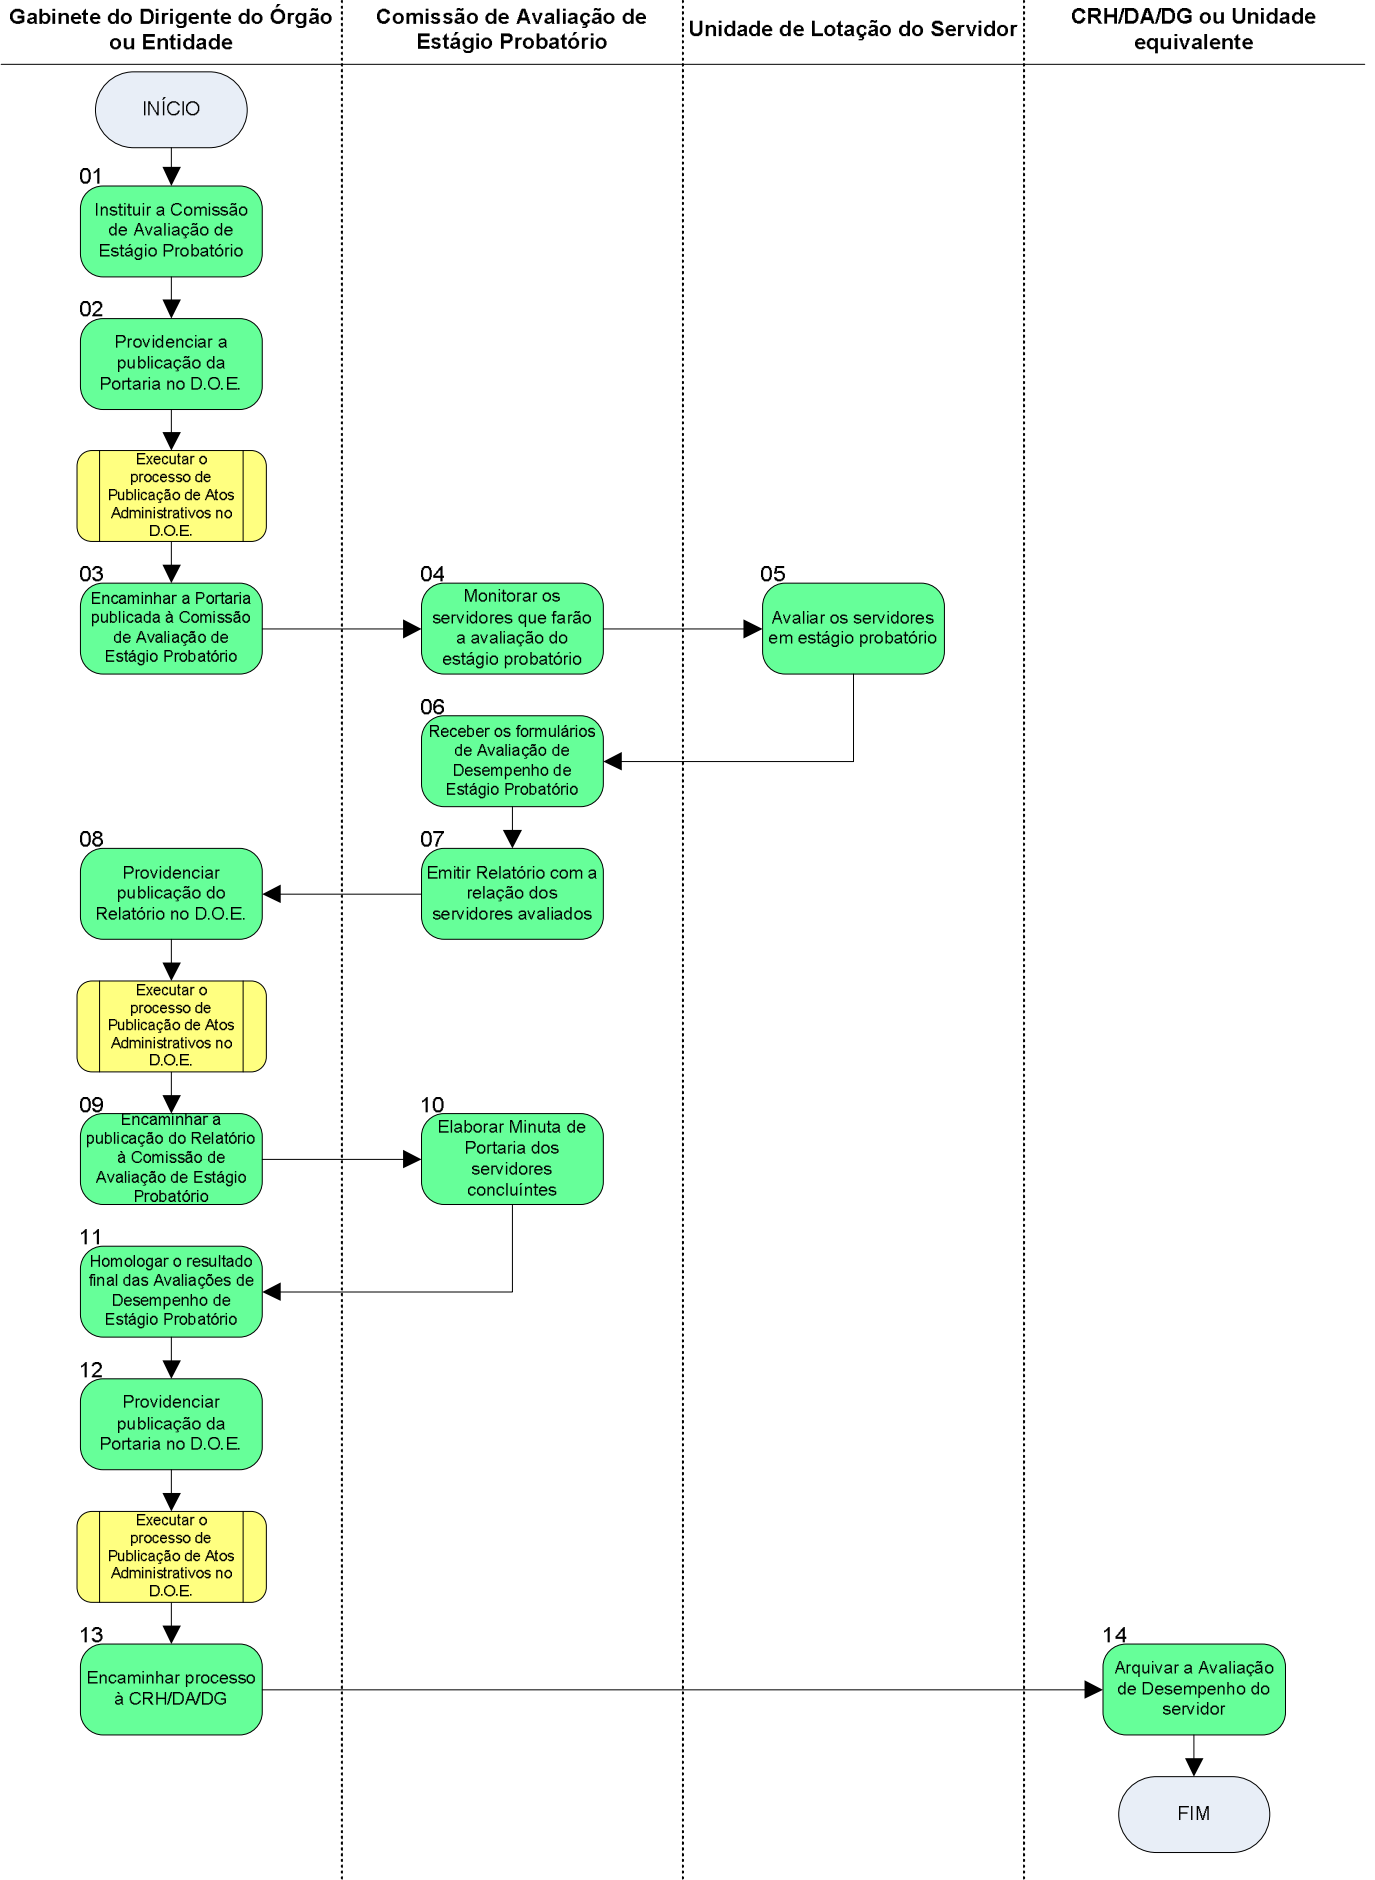 Gabinete do Dirigente do Órgão
ou Entidade
Comissão de Avaliação de
Estágio Probatório
Unidade de Lotação do Servidor
CRH/DA/DG ou Unidade
equivalente
INÍCIO
01
Instituir a Comissão
de Avaliação de
Estágio Probatório
02
Providenciar a
publicação da
Portaria no D.O.E.
Executar o
processo de
Publicação de Atos
Administrativos no
D.O.E.
03
Encaminhar a Portaria
publicada à Comissão
de Avaliação de
Estágio Probatório
04
Monitorar os
servidores que farão
a avaliação do
estágio probatório
05
Avaliar os servidores
em estágio probatório
06
Receber os formulários
de Avaliação de
Desempenho de
Estágio Probatório
07
Emitir Relatório com a
relação dos
servidores avaliados
08
Providenciar
publicação do
Relatório no D.O.E.
Executar o
processo de
Publicação de Atos
Administrativos no
D.O.E.
09
Encaminhar a
publicação do Relatório
à Comissão de
Avaliação de Estágio
Probatório
10
Elaborar Minuta de
Portaria dos
servidores
concluíntes
11
Homologar o resultado
final das Avaliações de
Desempenho de
Estágio Probatório
12
Providenciar
publicação da
Portaria no D.O.E.
Executar o
processo de
Publicação de Atos
Administrativos no
D.O.E.
13
Encaminhar processo
à CRH/DA/DG
14
Arquivar a Avaliação
de Desempenho do
servidor
FIM